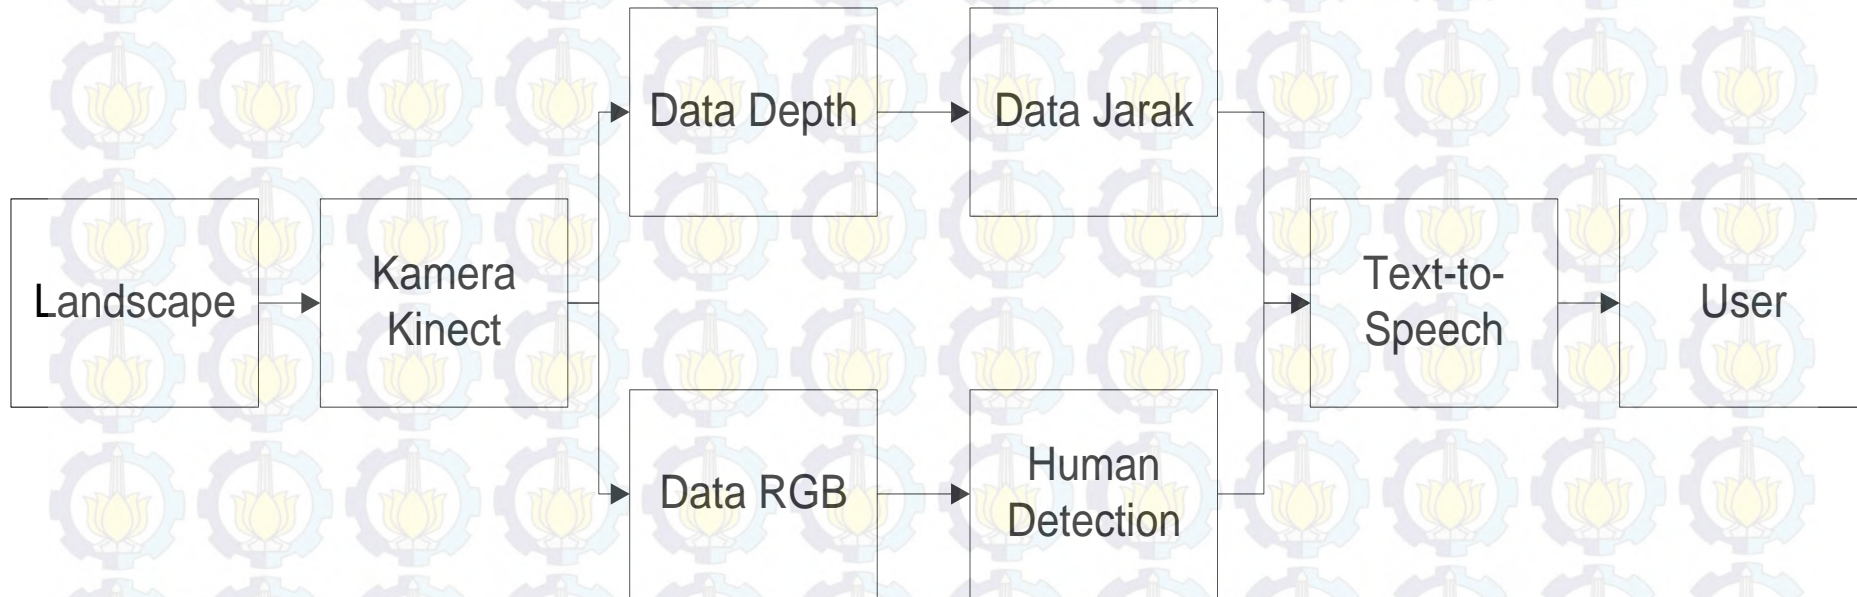 Landscape
Kamera
Kinect
Data Depth
Data Jarak
Data RGB
Human
Detection
Text-to-
Speech
User